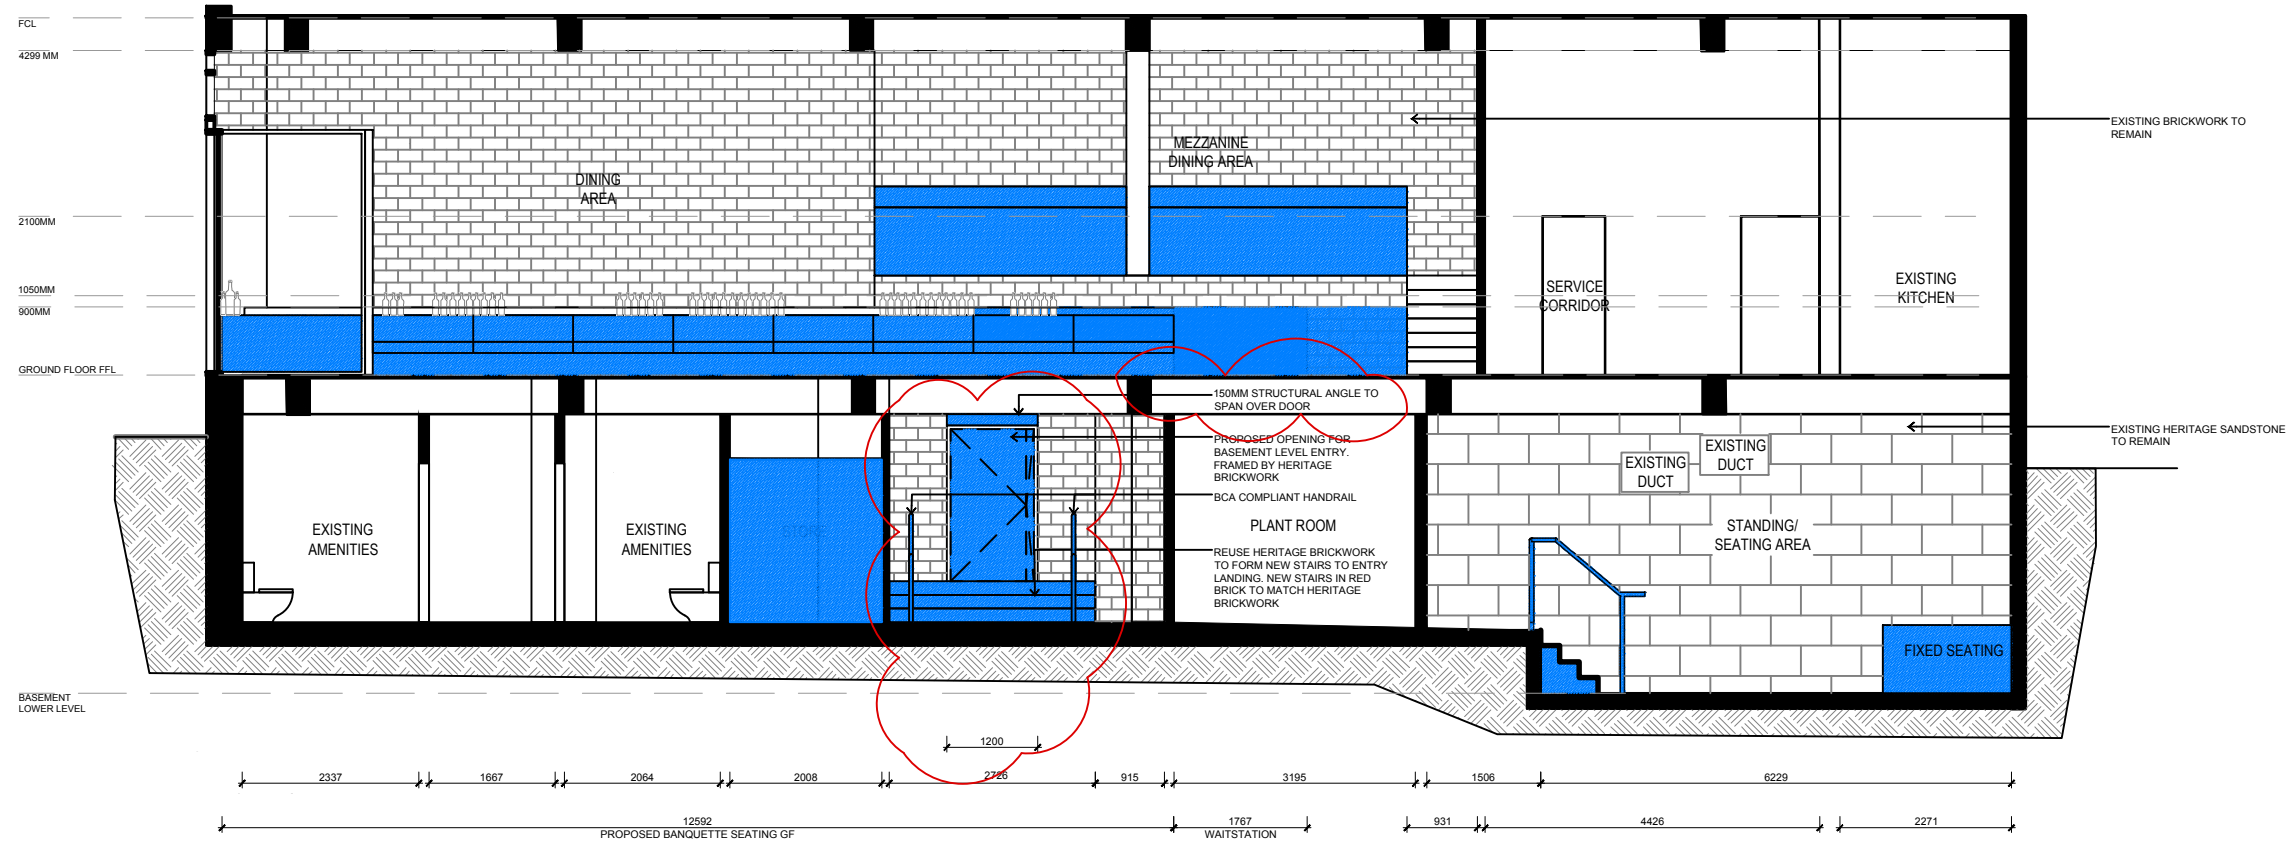 FCL
4299 MM
2100MM
1050MM
900MM
GROUND FLOOR FFL
BASEMENT
LOWER LEVEL
DINING
AREA
MEZZANINE
DINING AREA
SERVICE
CORRIDOR
EXISTING
KITCHEN
EXISTING BRICKWORK TO
REMAIN
150MM STRUCTURAL ANGLE TO
SPAN OVER DOOR
PROPOSED OPENING FOR
BASEMENT LEVEL ENTRY.
FRAMED BY HERITAGE
BRICKWORK
BCA COMPLIANT HANDRAIL
PLANT ROOM
REUSE HERITAGE BRICKWORK
TO FORM NEW STAIRS TO ENTRY
LANDING. NEW STAIRS IN RED
BRICK TO MATCH HERITAGE
BRICKWORK
EXISTING
AMENITIES
EXISTING
AMENITIES
STORE
EXISTING
DUCT
EXISTING
DUCT
STANDING/
SEATING AREA
FIXED SEATING
EXISTING HERITAGE SANDSTONE
TO REMAIN
1200
2337
1667
2064
2008
2726
915
3195
1506
6229
12592
PROPOSED BANQUETTE SEATING GF
1767
WAITSTATION
931
4426
2271